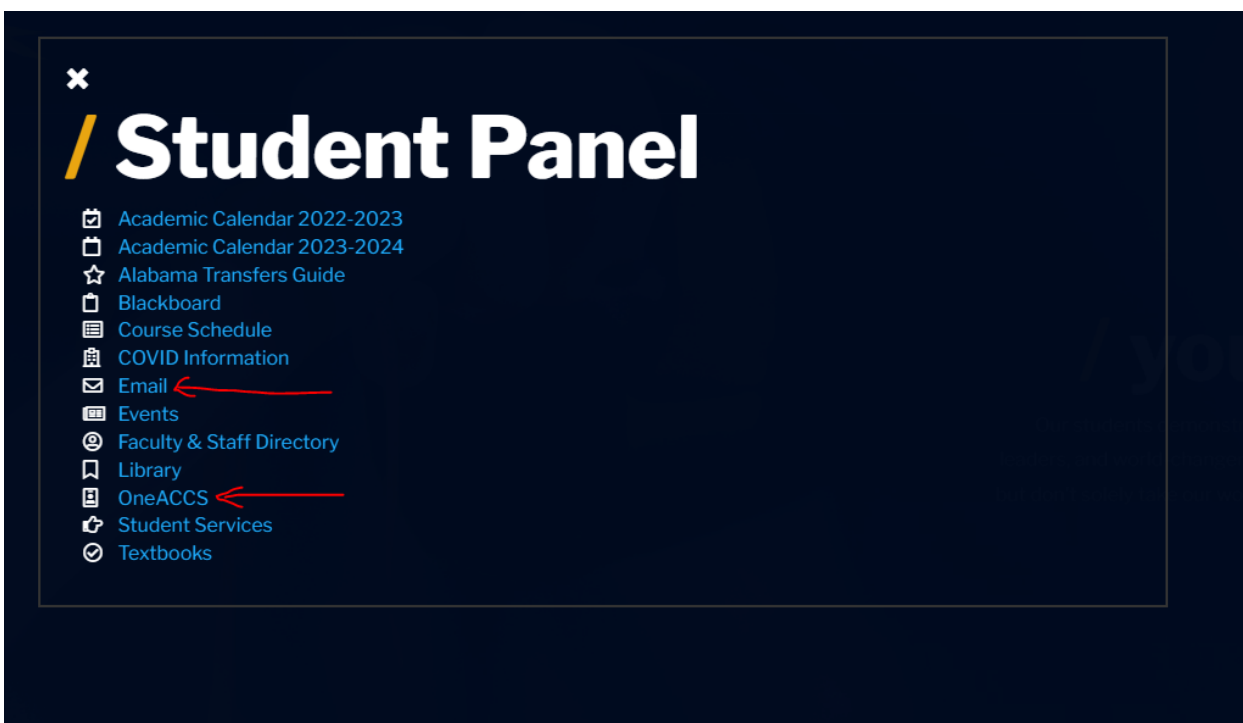 / Student Panel
Academic Calendar 2022-2023
Academic Calendar 2023-2024
Alabama Transfers Guide
Blackboard
Course Schedule
COVID Information
Email
Events
Faculty & Staff Directory
Library
OneACCS
Student Services
Textbooks